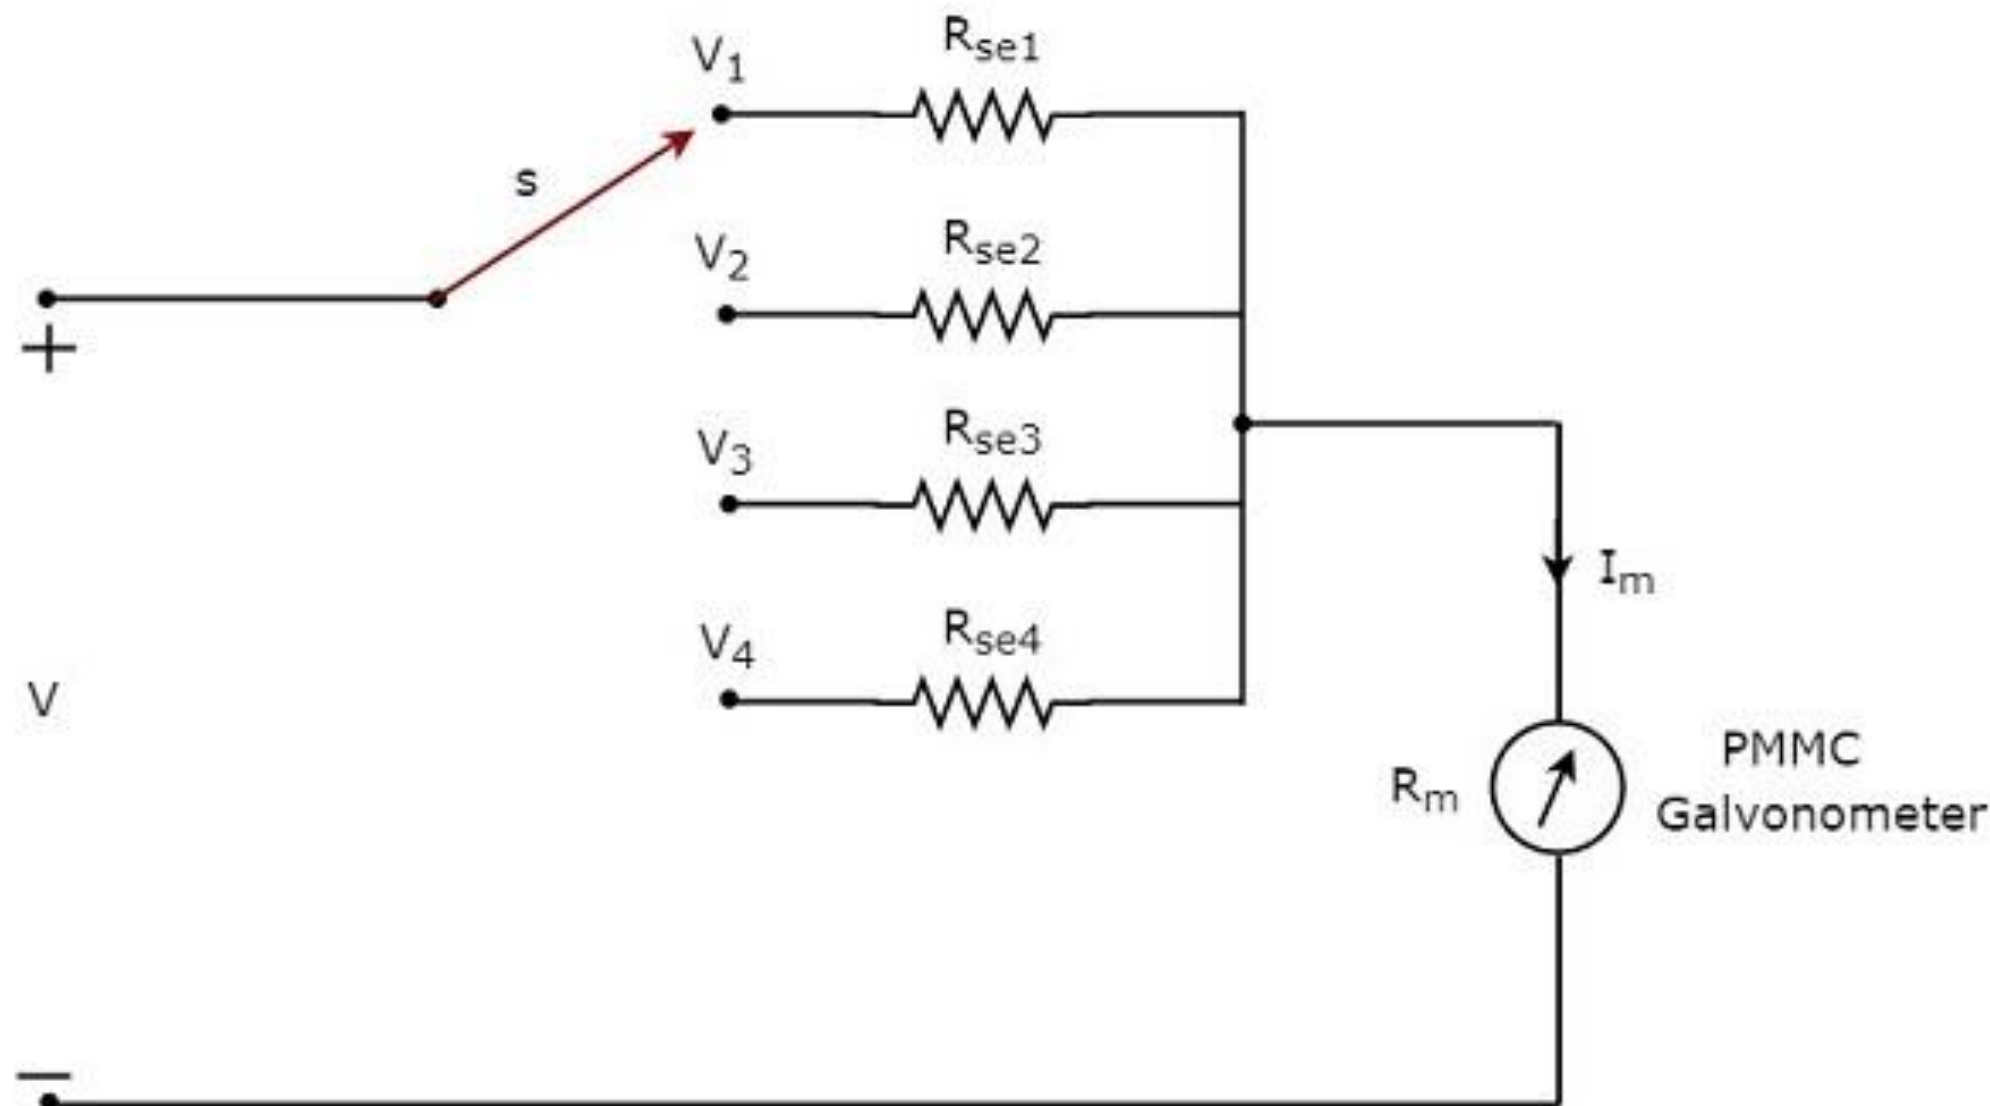 V₁
Rse1
s
V₂
Rse2
+
V₃
Rse3
Iₘ
V₄
Rse4
V
Rₘ
PMMC
Galvonometer
−